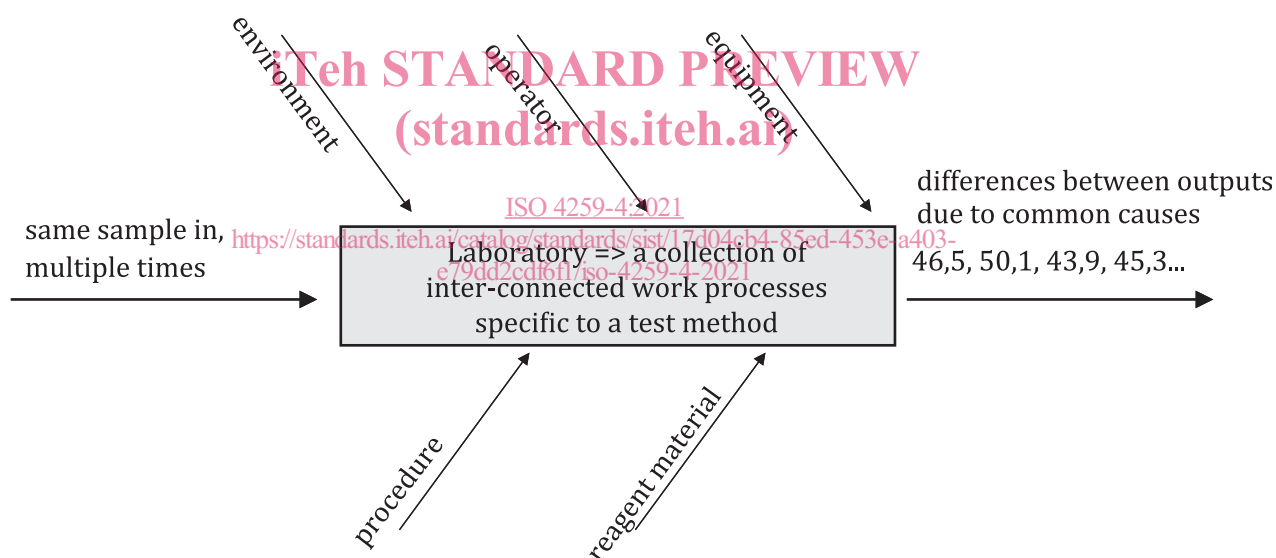 environment
operator
equipment
iTeh STANDARD PREVIEW
(standards.iteh.ai)
differences between outputs
due to common causes
46,5, 50,1, 43,9, 45,3...
same sample in,
multiple times
ISO 4259-4:2021
https://standards.iteh.ai/catalog/standards/sist/17d04cb4-85ed-453e-a403-
e79dd2cdf6f1/iso-4259-4-2021
Laboratory => a collection of
inter-connected work processes
specific to a test method
procedure
reagent material